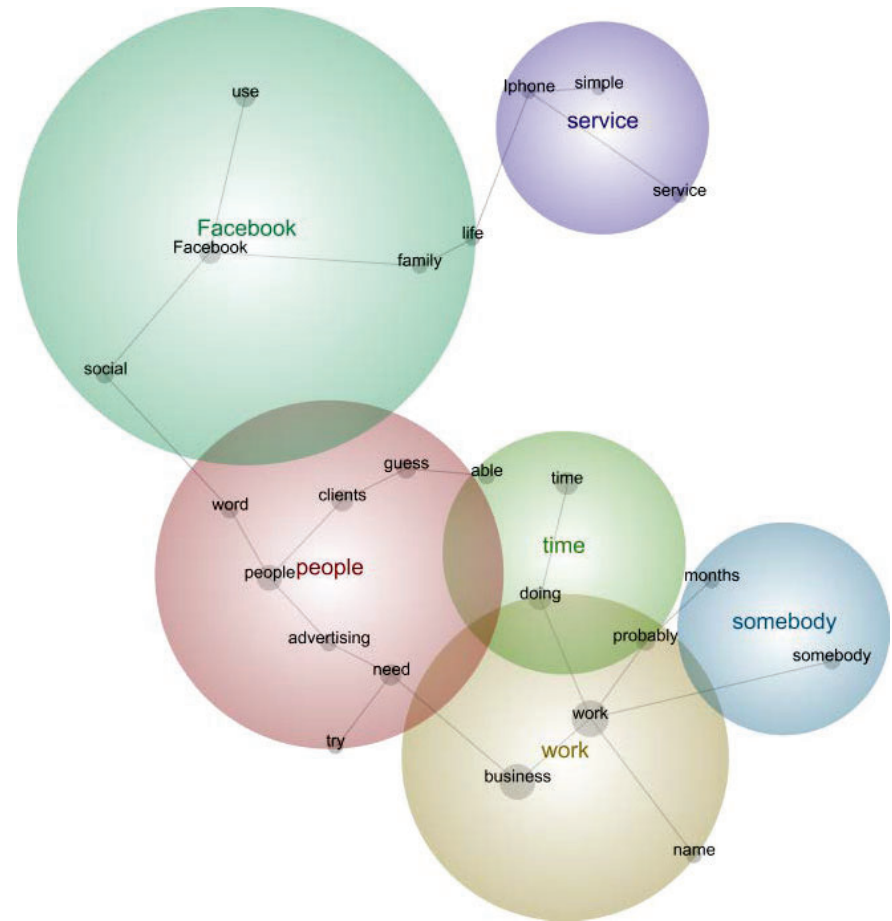 simple
Iphone
use
service
service
Facebook
life
Facebook
family
social
guess
able
time
clients
word
time
people
people
months
doing
somebody
advertising
probably
somebody
need
work
try
work
business
name